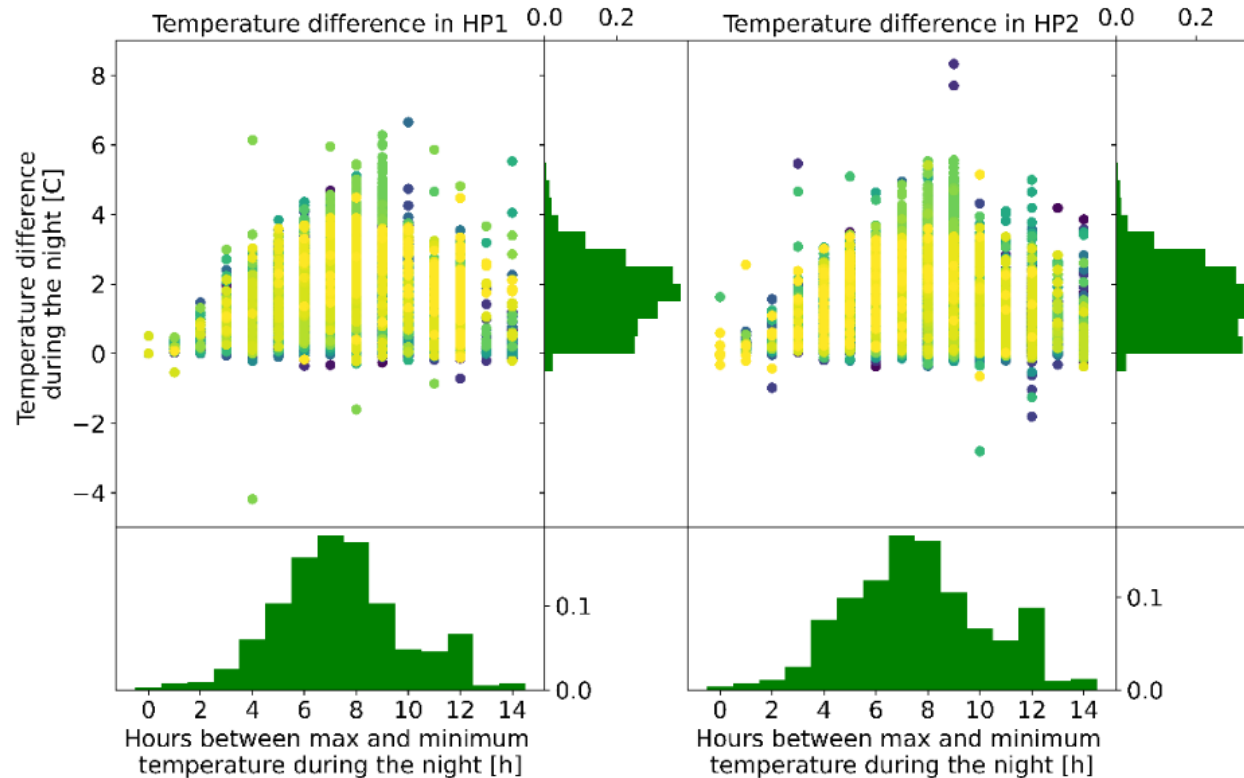 Temperature difference in HP1
0.0 0.2
Temperature difference in HP2
0.0 0.2
Temperature difference
during the night [C]
8
6
4
2
0
−2
−4
0.1
0.0
0.1
0.0
0 2 4 6 8 10 12 14
0 2 4 6 8 10 12 14
Hours between max and minimum
temperature during the night [h]
Hours between max and minimum
temperature during the night [h]